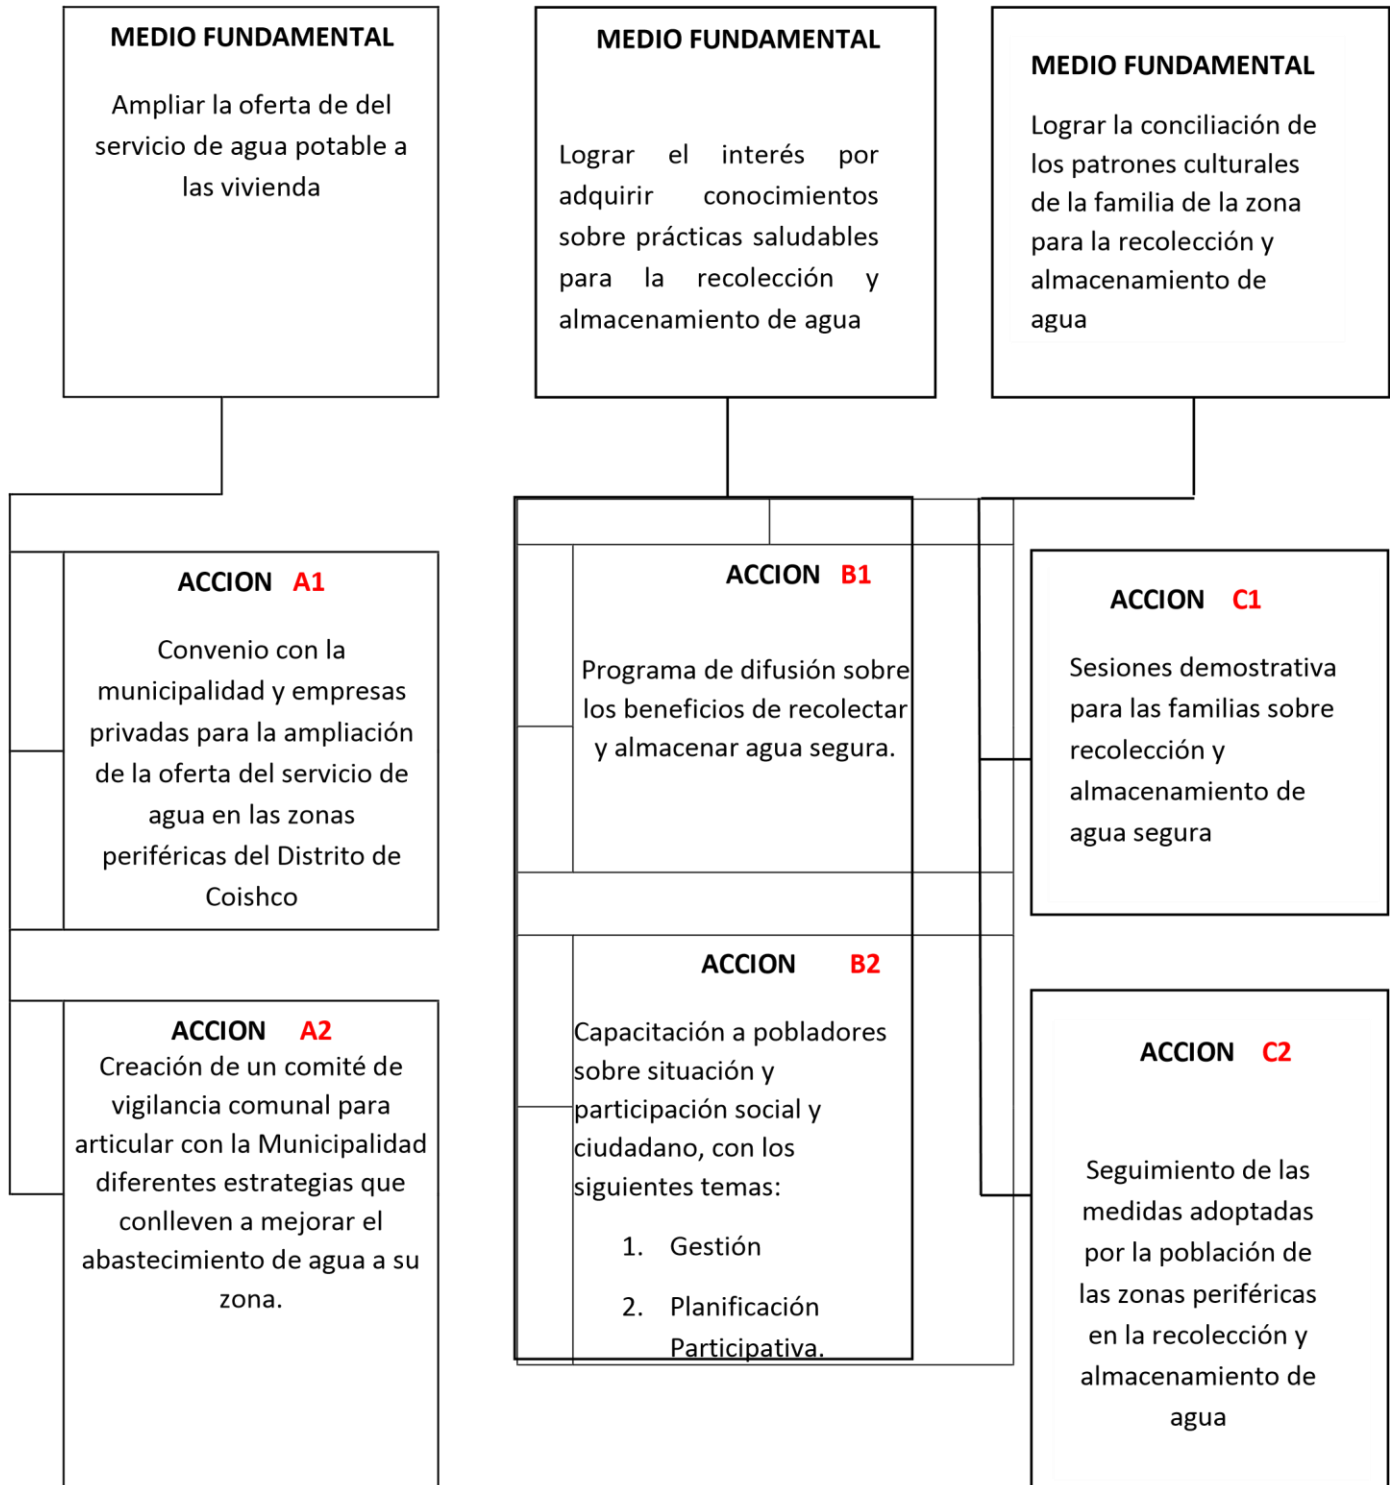 MEDIO FUNDAMENTAL
Ampliar la oferta de del
servicio de agua potable a
las vivienda
MEDIO FUNDAMENTAL
Lograr el interés por
adquirir conocimientos
sobre prácticas saludables
para la recolección y
almacenamiento de agua
MEDIO FUNDAMENTAL
Lograr la conciliación de
los patrones culturales
de la familia de la zona
para la recolección y
almacenamiento de
agua
ACCION A1
Convenio con la
municipalidad y empresas
privadas para la ampliación
de la oferta del servicio de
agua en las zonas
periféricas del Distrito de
Coishco
ACCION B1
Programa de difusión sobre
los beneficios de recolectar
y almacenar agua segura.
ACCION C1
Sesiones demostrativa
para las familias sobre
recolección y
almacenamiento de
agua segura
ACCION A2
Creación de un comité de
vigilancia comunal para
articular con la Municipalidad
diferentes estrategias que
conlleven a mejorar el
abastecimiento de agua a su
zona.
ACCION B2
Capacitación a pobladores
sobre situación y
participación social y
ciudadano, con los
siguientes temas:
1. Gestión
2. Planificación
Participativa.
ACCION C2
Seguimiento de las
medidas adoptadas
por la población de
las zonas periféricas
en la recolección y
almacenamiento de
agua